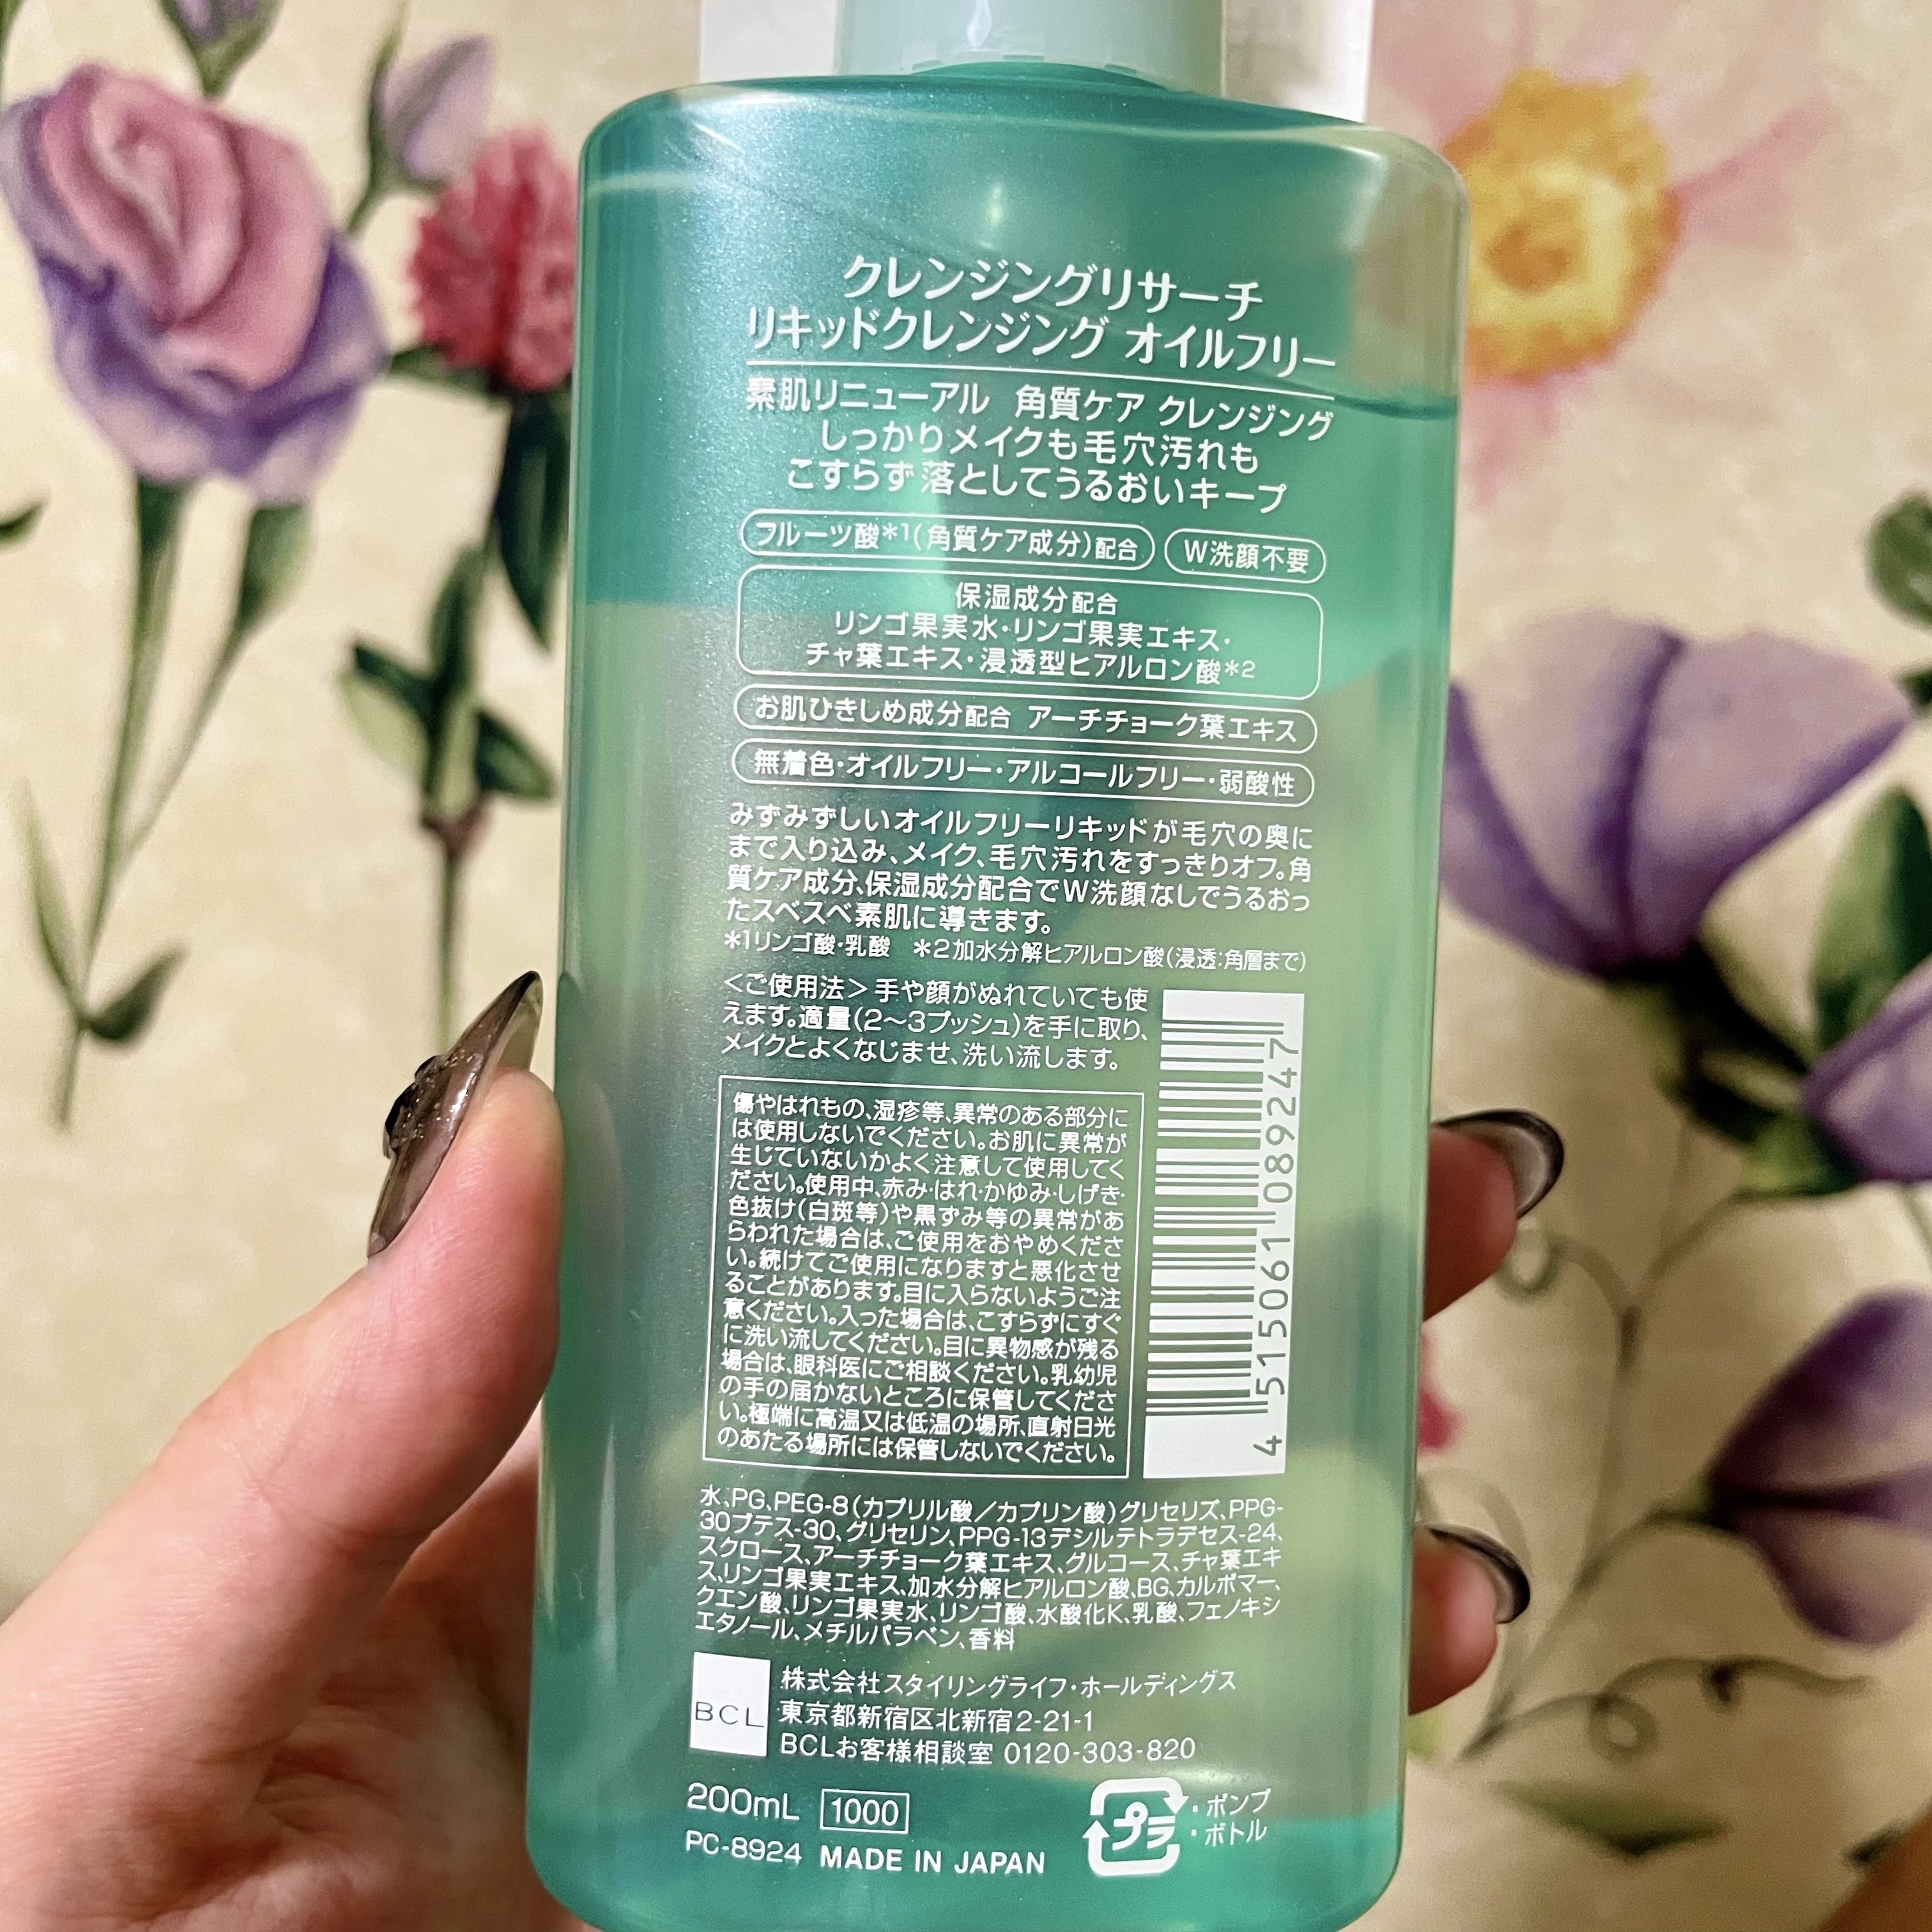 クレンジングリサーチ
リキッドクレンジング オイルフリー
素肌リニューアル 角質ケア クレンジング
しっかりメイクも毛穴汚れも
こすらず落としてうるおいキープ
フルーツ酸*1(角質ケア成分)配合 W洗顔不要
保湿成分配合
リンゴ果実水・リンゴ果実エキス・
チャ葉エキス・浸透型ヒアルロン酸*2
お肌ひきしめ成分配合 アーチチョーク葉エキス
無着色・オイルフリー・アルコールフリー・弱酸性
みずみずしいオイルフリーリキッドが毛穴の奥に
まで入り込み、メイク、毛穴汚れをすっきりオフ。角
質ケア成分、保湿成分配合でW洗顔なしでうるおっ
たスベスベ素肌に導きます。
*1リンゴ酸・乳酸 *2加水分解ヒアルロン酸(浸透:角層まで)
<ご使用法>手や顔がぬれていても使
えます。適量(2〜3プッシュ)を手に取り、
メイクとよくなじませ、洗い流します。
傷やはれもの、湿疹等、異常のある部分に
は使用しないでください。お肌に異常が
生じていないかよく注意して使用してく
ださい。使用中、赤み・はれ・かゆみ・しげき・
色抜け(白斑等)や黒ずみ等の異常があ
らわれた場合は、ご使用をおやめくださ
い。続けてご使用になりますと悪化させ
ることがあります。目に入らないようご注
意ください。入った場合は、こすらずにすぐ
に洗い流してください。目に異物感が残る
場合は、眼科医にご相談ください。乳幼児
の手の届かないところに保管してくださ
い。極端に高温又は低温の場所、直射日光
のあたる場所には保管しないでください。
4 515061 089247
水、PG、PEG-8(カプリル酸/カプリン酸)グリセリズ、PPG-
30ブテス-30、グリセリン、PPG-13デシルテトラデセス-24、
スクロース、アーチチョーク葉エキス、グルコース、チャ葉エキ
ス、リンゴ果実エキス、加水分解ヒアルロン酸、BG、カルボマー、
クエン酸、リンゴ果実水、リンゴ酸、水酸化K、乳酸、フェノキシ
エタノール、メチルパラベン、香料
BCL
株式会社スタイリングライフ・ホールディングス
東京都新宿区北新宿2-21-1
BCLお客様相談室 0120-303-820
200mL 1000
PC-8924 MADE IN JAPAN
プラ
・ポンプ
・ボトル